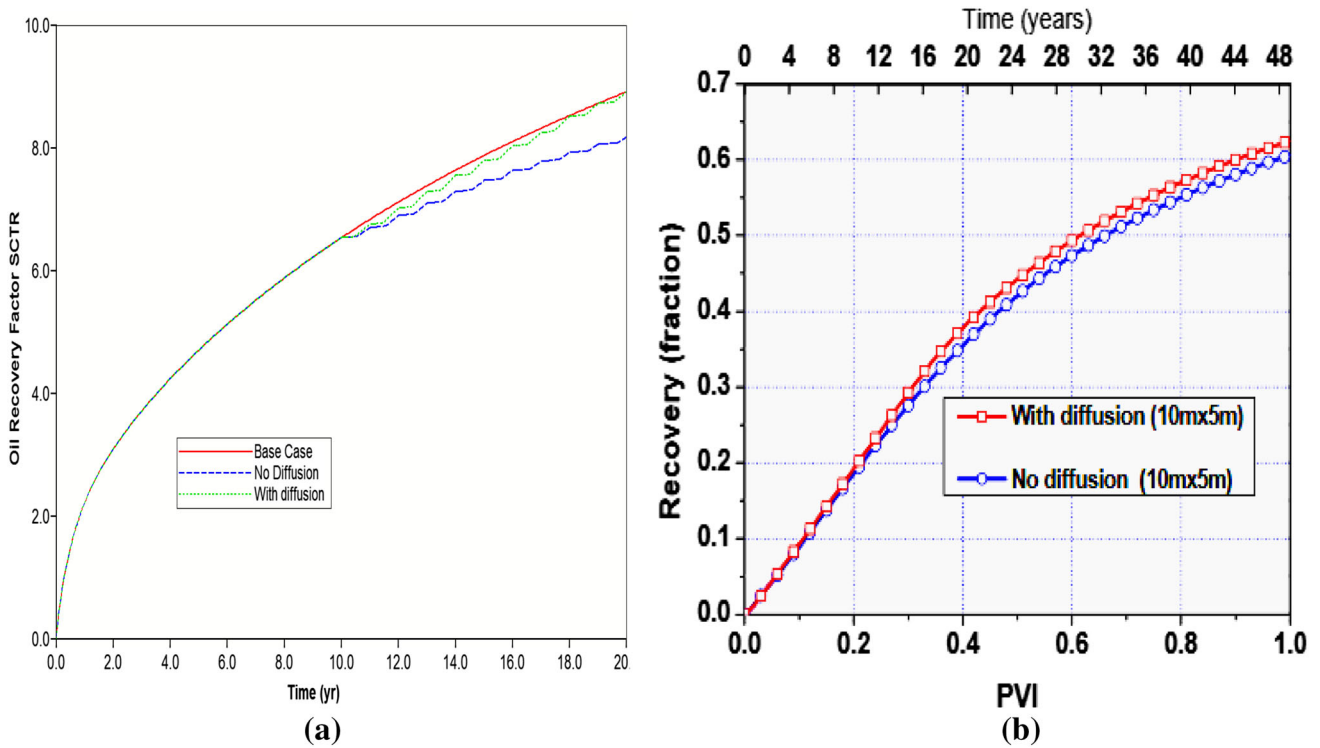 10.0
8.0
6.0
4.0
2.0
0.0
Oil Recovery Factor SCTR
Base Case
No Diffusion
With diffusion
0.0 2.0 4.0 6.0 8.0 10.0 12.0 14.0 16.0 18.0 20.
Time (yr)
(a)
Time (years)
0 4 8 12 16 20 24 28 32 36 40 44 48
0.7
0.6
0.5
0.4
0.3
0.2
0.1
0.0
Recovery (fraction)
With diffusion (10mx5m)
No diffusion (10mx5m)
0.0 0.2 0.4 0.6 0.8 1.0
PVI
(b)